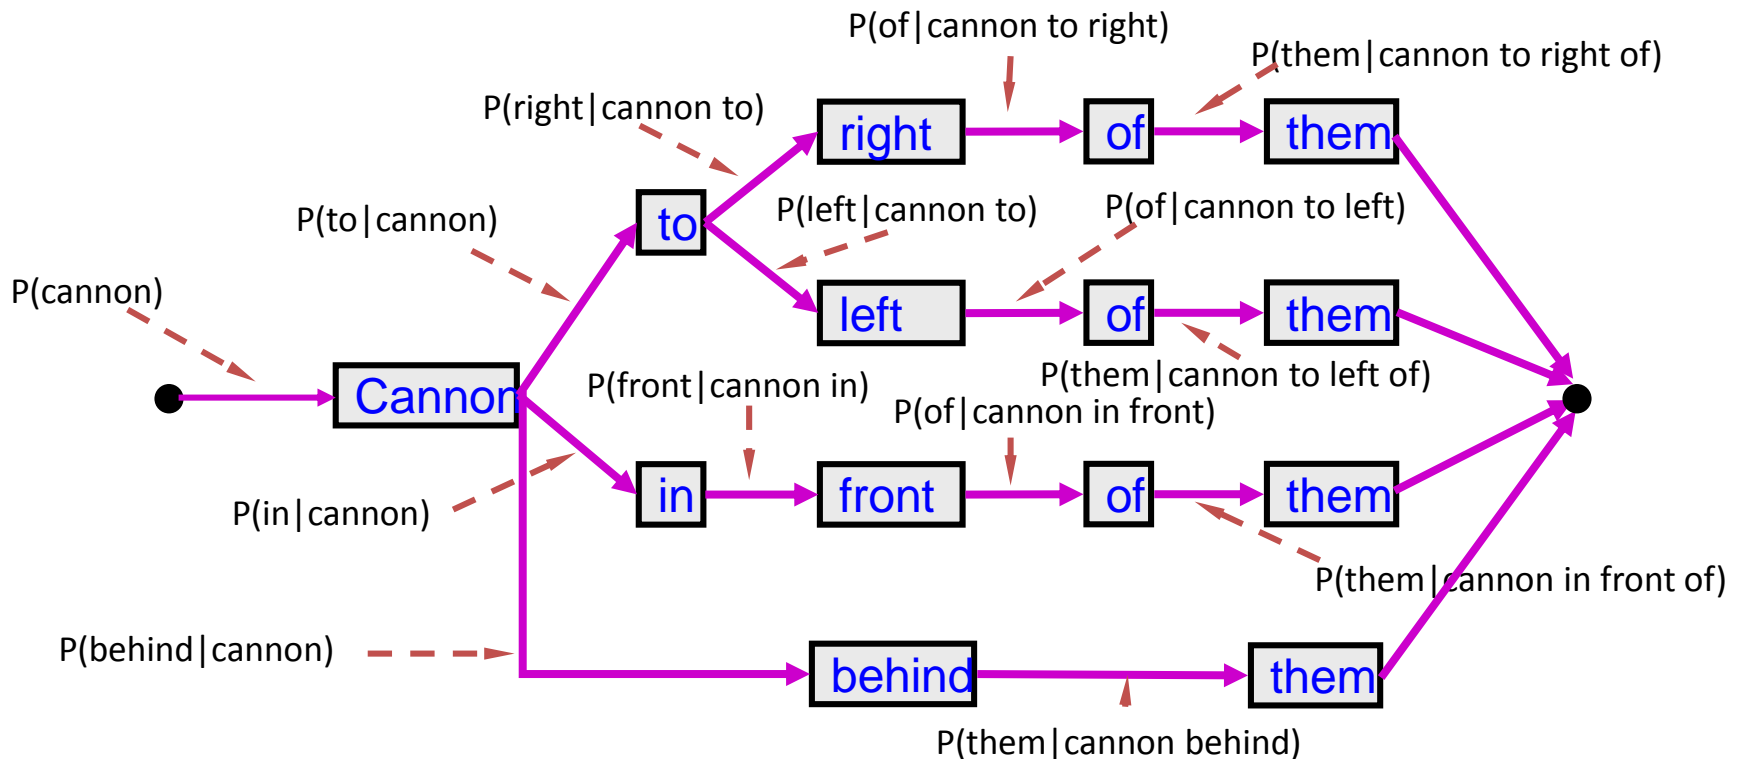 P(of|cannon to right)
P(them|cannon to right of)
P(right|cannon to)
right
of
them
P(to|cannon)
to
P(left|cannon to)
P(of|cannon to left)
P(cannon)
left
of
them
Cannon
P(front|cannon in)
P(them|cannon to left of)
P(of|cannon in front)
P(in|cannon)
in
front
of
them
P(them|cannon in front of)
P(behind|cannon)
behind
them
P(them|cannon behind)